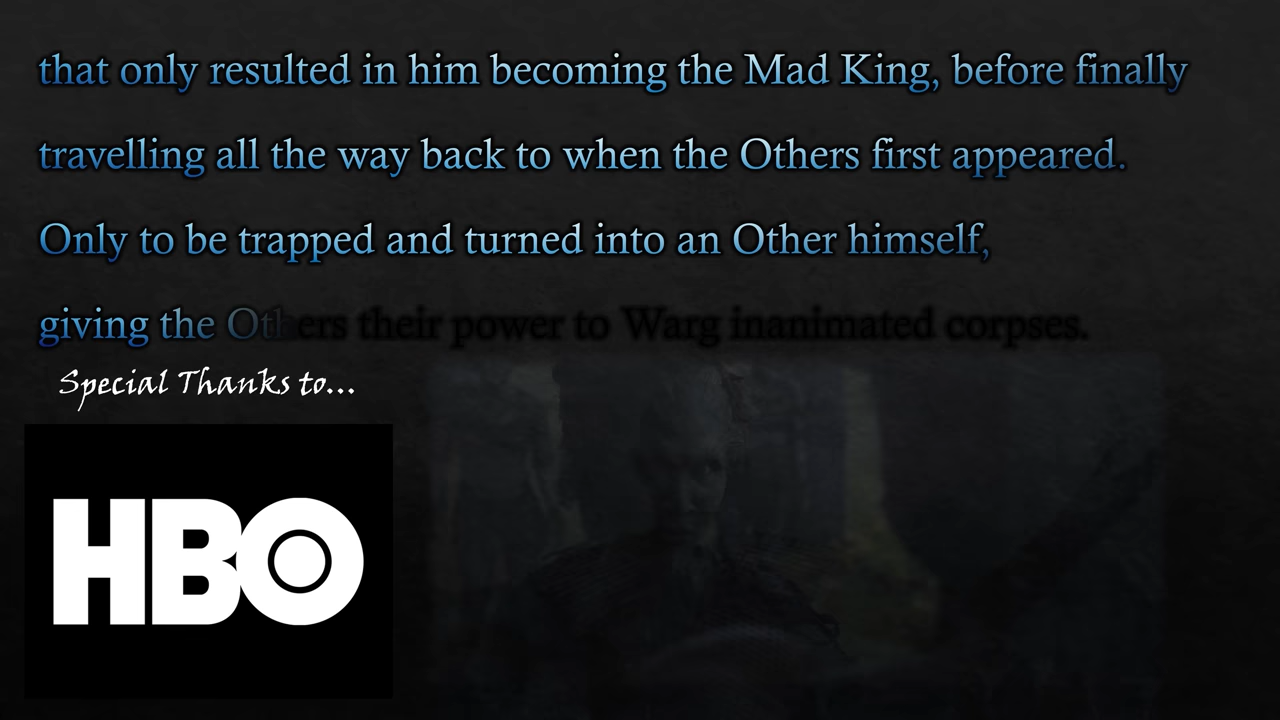 that only resulted in him becoming the Mad King, before finally
travelling all the way back to when the Others first appeared.
Only to be trapped and turned into an Other himself,
giving the Others their power to Warg inanimated corpses.
Special Thanks to...
HBO